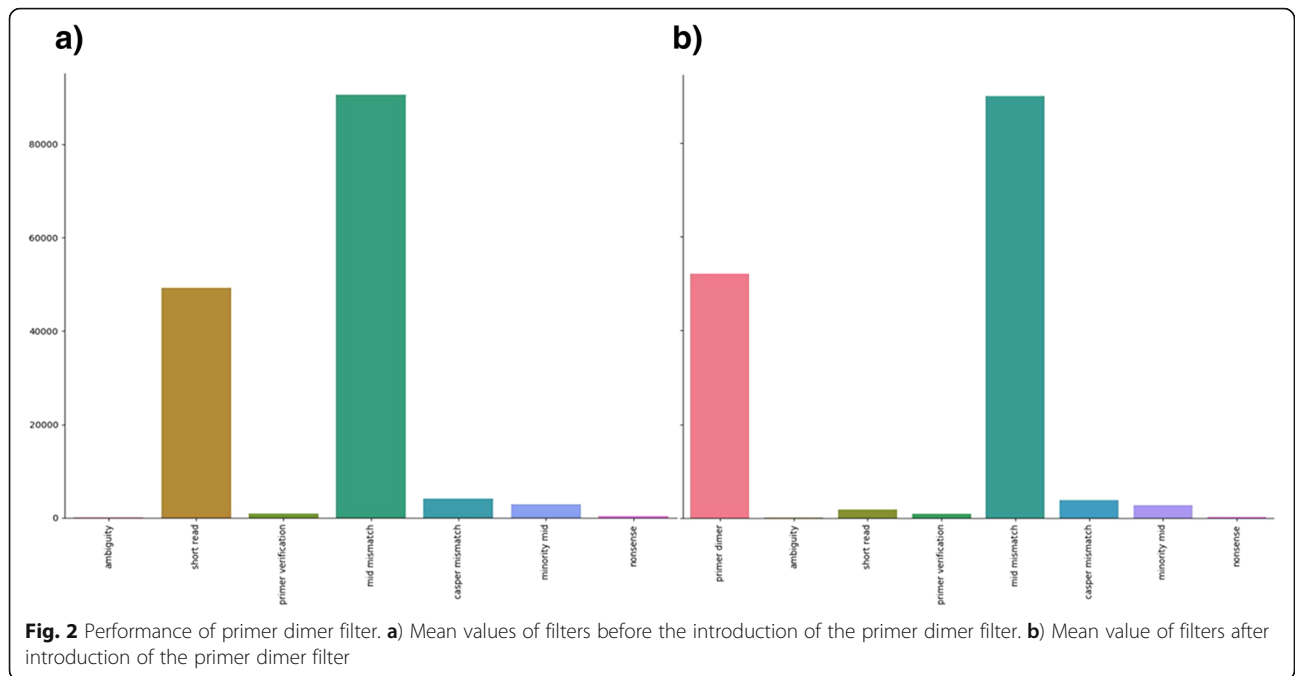 a)
b)
80000
60000
40000
20000
0
ambiguity
short read
primer verification
mid mismatch
casper mismatch
minority mid
nonsense
primer dimer
ambiguity
short read
primer verification
mid mismatch
casper mismatch
minority mid
nonsense
Fig. 2 Performance of primer dimer filter. a) Mean values of filters before the introduction of the primer dimer filter. b) Mean value of filters after
introduction of the primer dimer filter